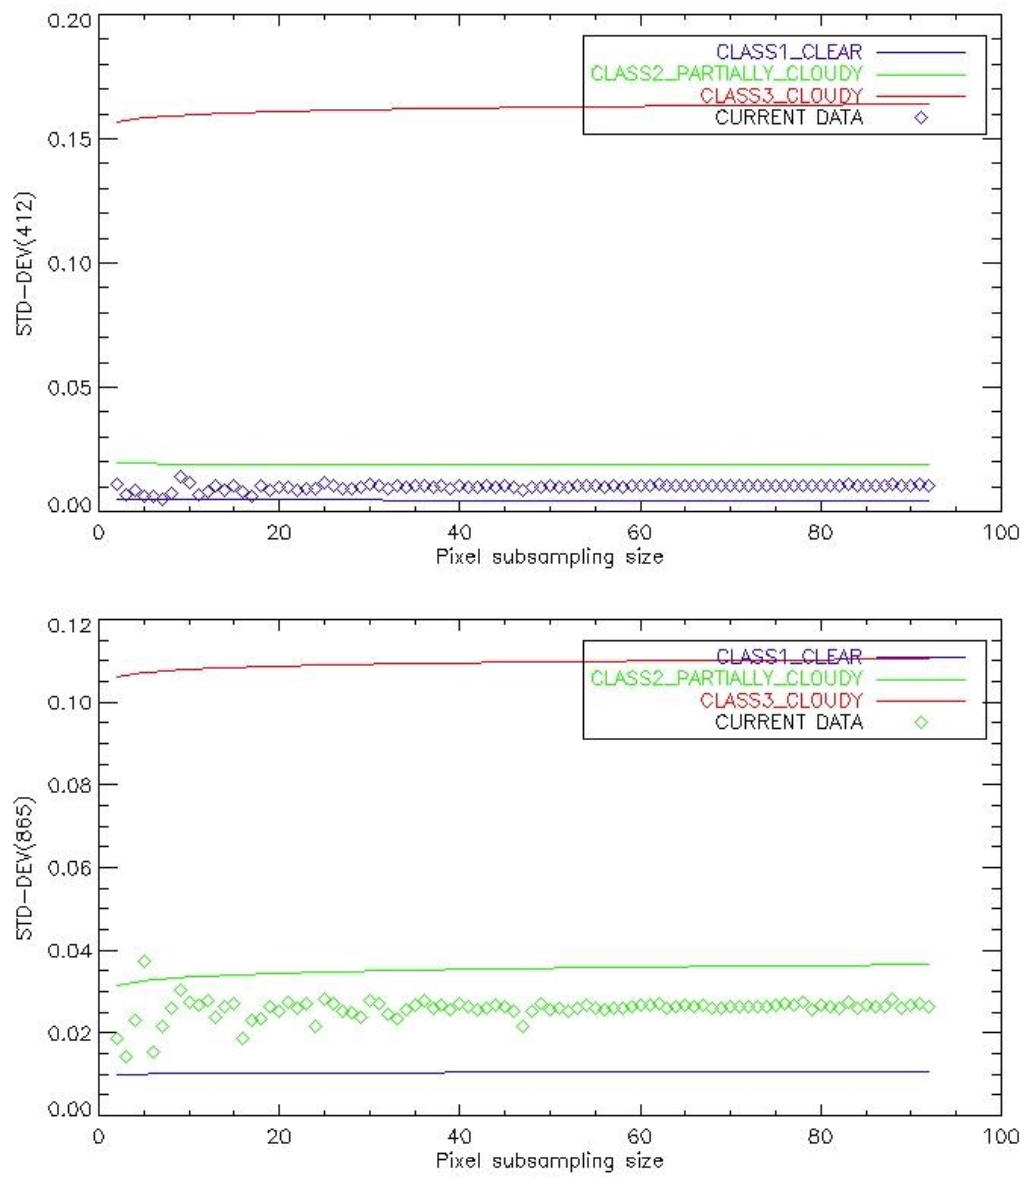 0.20
CLASS1_CLEAR
CLASS2_PARTIALLY_CLOUDY
CLASS3_CLOUDY
CURRENT DATA
0.15
STD-DEV(412)
0.10
0.05
0.00
0 20 40 60 80 100
Pixel subsampling size
0.12
CLASS1_CLEAR
CLASS2_PARTIALLY_CLOUDY
CLASS3_CLOUDY
CURRENT DATA
0.10
0.08
STD-DEV(865)
0.06
0.04
0.02
0.00
0 20 40 60 80 100
Pixel subsampling size